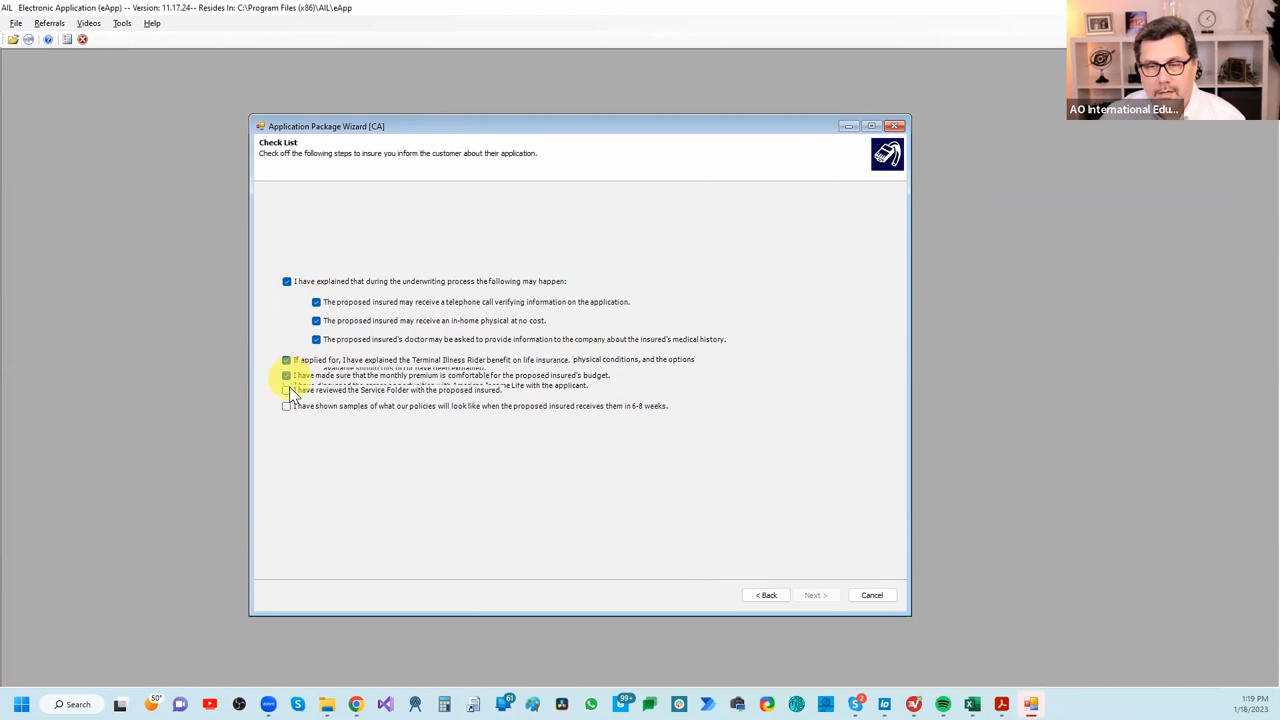 AIL Electronic Application (eApp) -- Version: 11.17.24-- Resides In: C:\Program Files (x86)\AIL\eApp
File Referrals Videos Tools Help
AO International Edu...
Application Package Wizard [CA]
Check List
Check off the following steps to insure you inform the customer about their application.
I have explained that during the underwriting process the following may happen:
The proposed insured may receive a telephone call verifying information on the application.
The proposed insured may receive an in-home physical at no cost.
The proposed insured's doctor may be asked to provide information to the company about the insured's medical history.
If applied for, I have explained the Terminal Illness Rider benefit on life insurance. physical conditions, and the options
I have made sure that the monthly premium is comfortable for the proposed insured's budget.
Life with the applicant.
I have reviewed the Service Folder with the proposed insured.
I have shown samples of what our policies will look like when the proposed insured receives them in 6-8 weeks.
< Back Next > Cancel
Search 50° 61 99+ 2 1:19 PM
1/18/2023